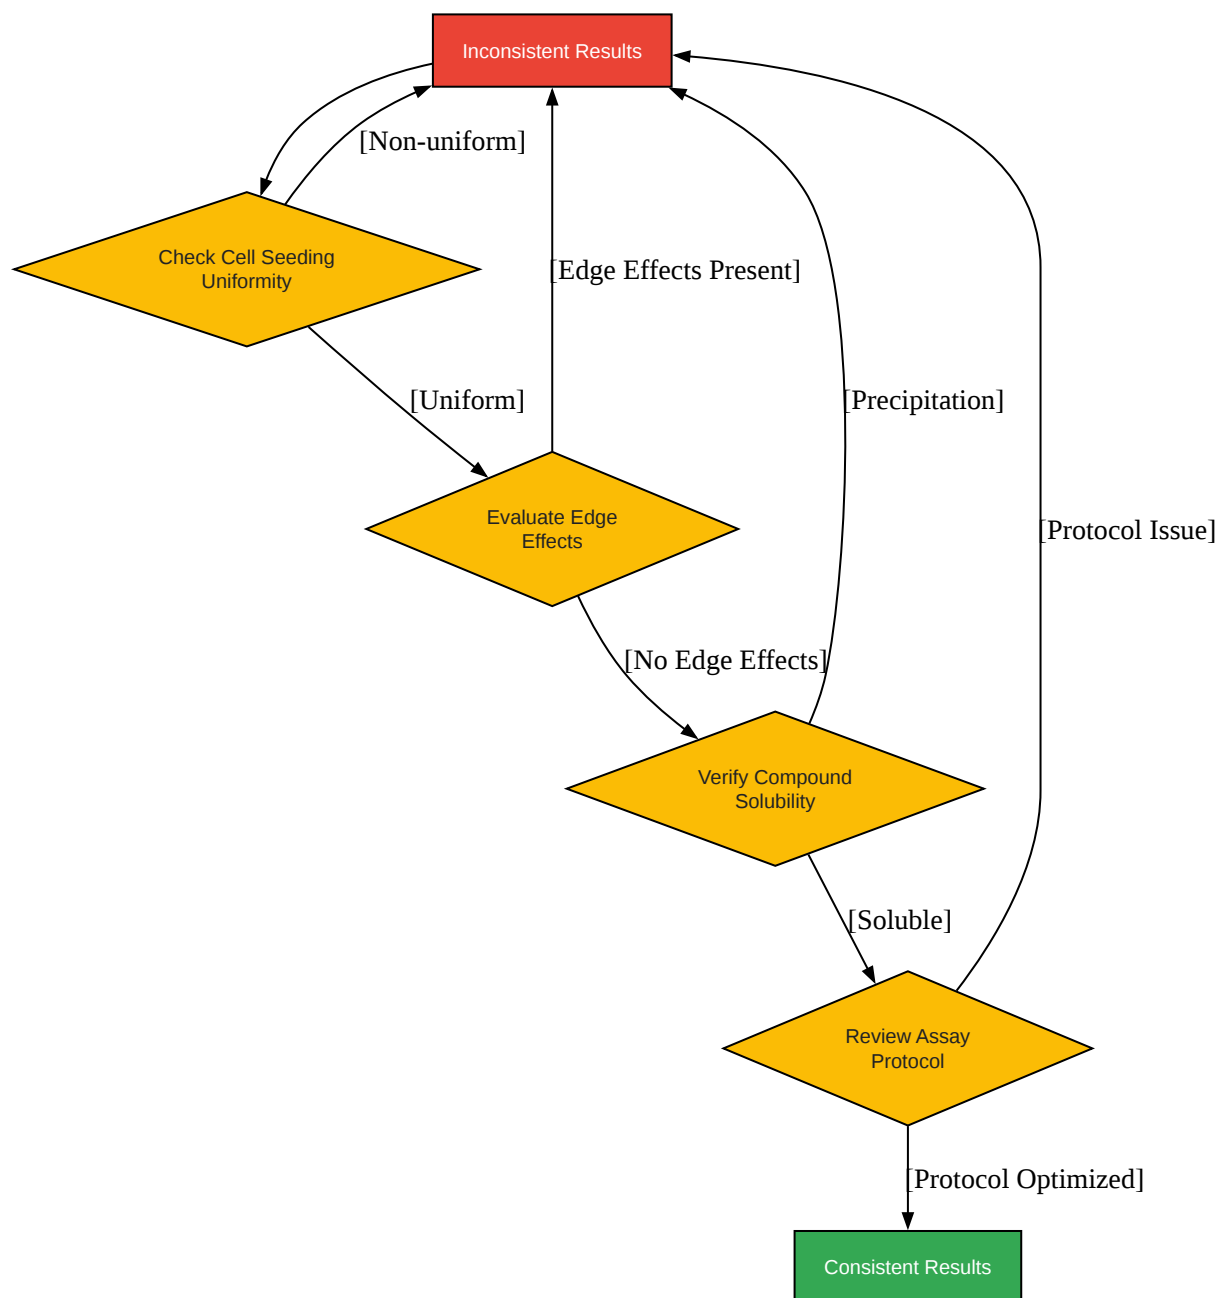 Inconsistent Results
[Non-uniform]
Check Cell Seeding
Uniformity
[Edge Effects Present]
[Uniform]
[Precipitation]
Evaluate Edge
Effects
[Protocol Issue]
[No Edge Effects]
Verify Compound
Solubility
[Soluble]
Review Assay
Protocol
[Protocol Optimized]
Consistent Results